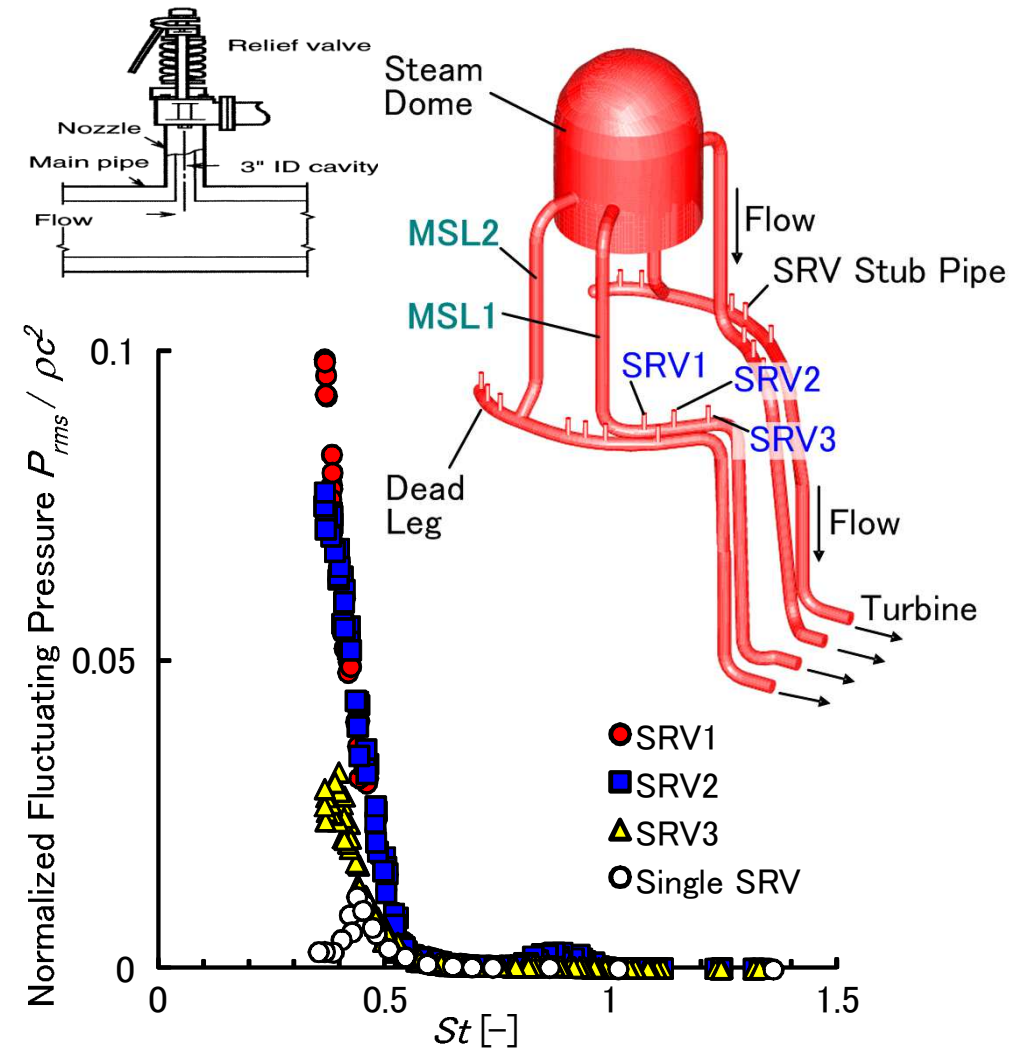 Relief valve
Nozzle
Main pipe
3" ID cavity
Flow
Steam
Dome
MSL2
MSL1
Flow
SRV Stub Pipe
SRV1
SRV2
SRV3
Dead
Leg
Flow
Turbine
Normalized Fluctuating Pressure P rms / ρc²
0.1
0.05
0
SRV1
SRV2
SRV3
Single SRV
0
0.5
1
1.5
St [-]